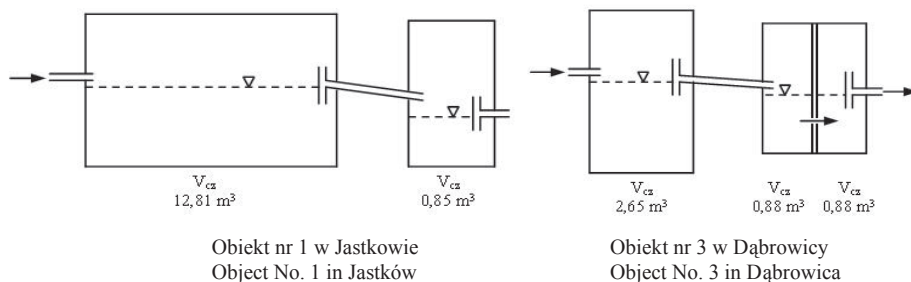 V_cz V_cz
12,81 m³ 0,85 m³
Obiekt nr 1 w Jastkowie
Object No. 1 in Jastków
V_cz V_cz V_cz
2,65 m³ 0,88 m³ 0,88 m³
Obiekt nr 3 w Dąbrowicy
Object No. 3 in Dąbrowica